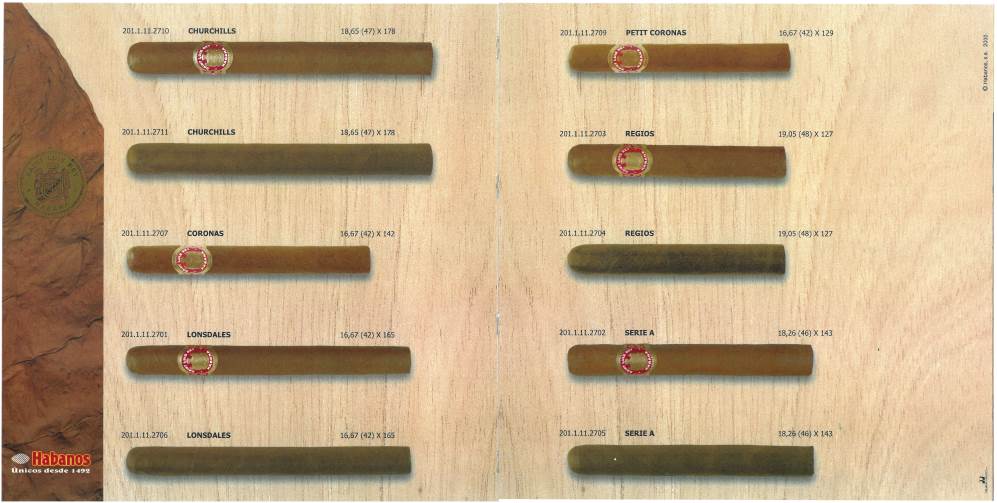 201.1.11.2710 CHURCHILLS 18,65 (47) X 178
201.1.11.2711 CHURCHILLS 18,65 (47) X 178
201.1.11.2707 CORONAS 16,67 (42) X 142
201.1.11.2701 LONSDALES 16,67 (42) X 165
201.1.11.2706 LONSDALES 16,67 (42) X 165
Habanos
Únicos desde 1492
201.1.11.2709 PETIT CORONAS 16,67 (42) X 129
201.1.11.2703 REGIOS 19,05 (48) X 127
201.1.11.2704 REGIOS 19,05 (48) X 127
201.1.11.2702 SERIE A 18,26 (46) X 143
201.1.11.2705 SERIE A 18,26 (46) X 143
© Habanos, s.a. 2000